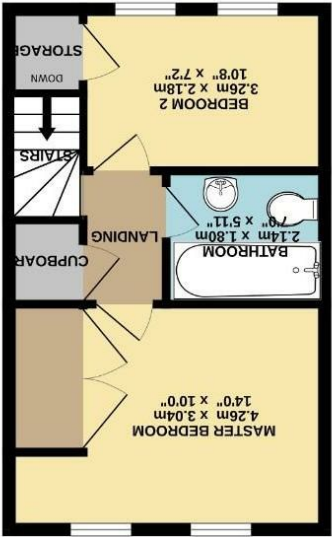 MASTER BEDROOM
4.26m x 3.04m
14'0" x 10'0"
BATHROOM
2.14m x 1.80m
7'0" x 5'11"
CUPBOAR
LANDING
STAIRS
BEDROOM 2
3.26m x 2.18m
10'8" x 7'2"
DOWN
STORAGE